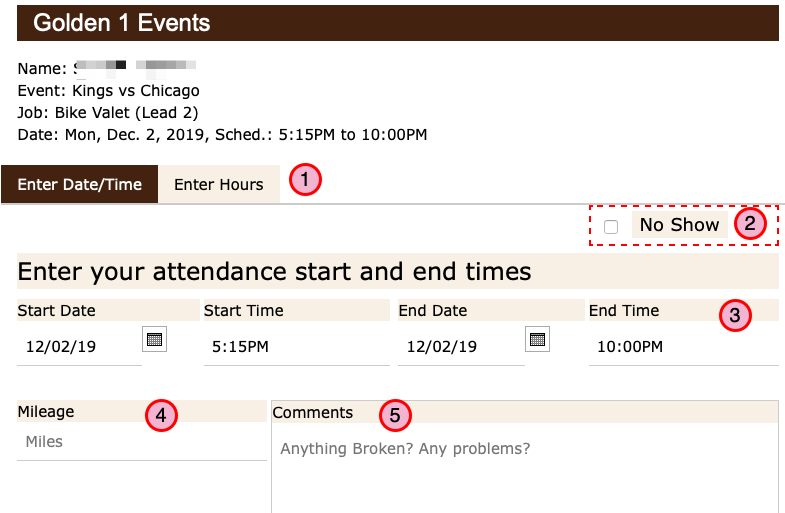 Golden 1 Events
Name:
Event: Kings vs Chicago
Job: Bike Valet (Lead 2)
Date: Mon, Dec. 2, 2019, Sched.: 5:15PM to 10:00PM
Enter Date/Time Enter Hours 1
No Show 2
Enter your attendance start and end times
Start Date Start Time End Date End Time 3
12/02/19 5:15PM 12/02/19 10:00PM
Mileage 4 Comments 5
Miles
Anything Broken? Any problems?